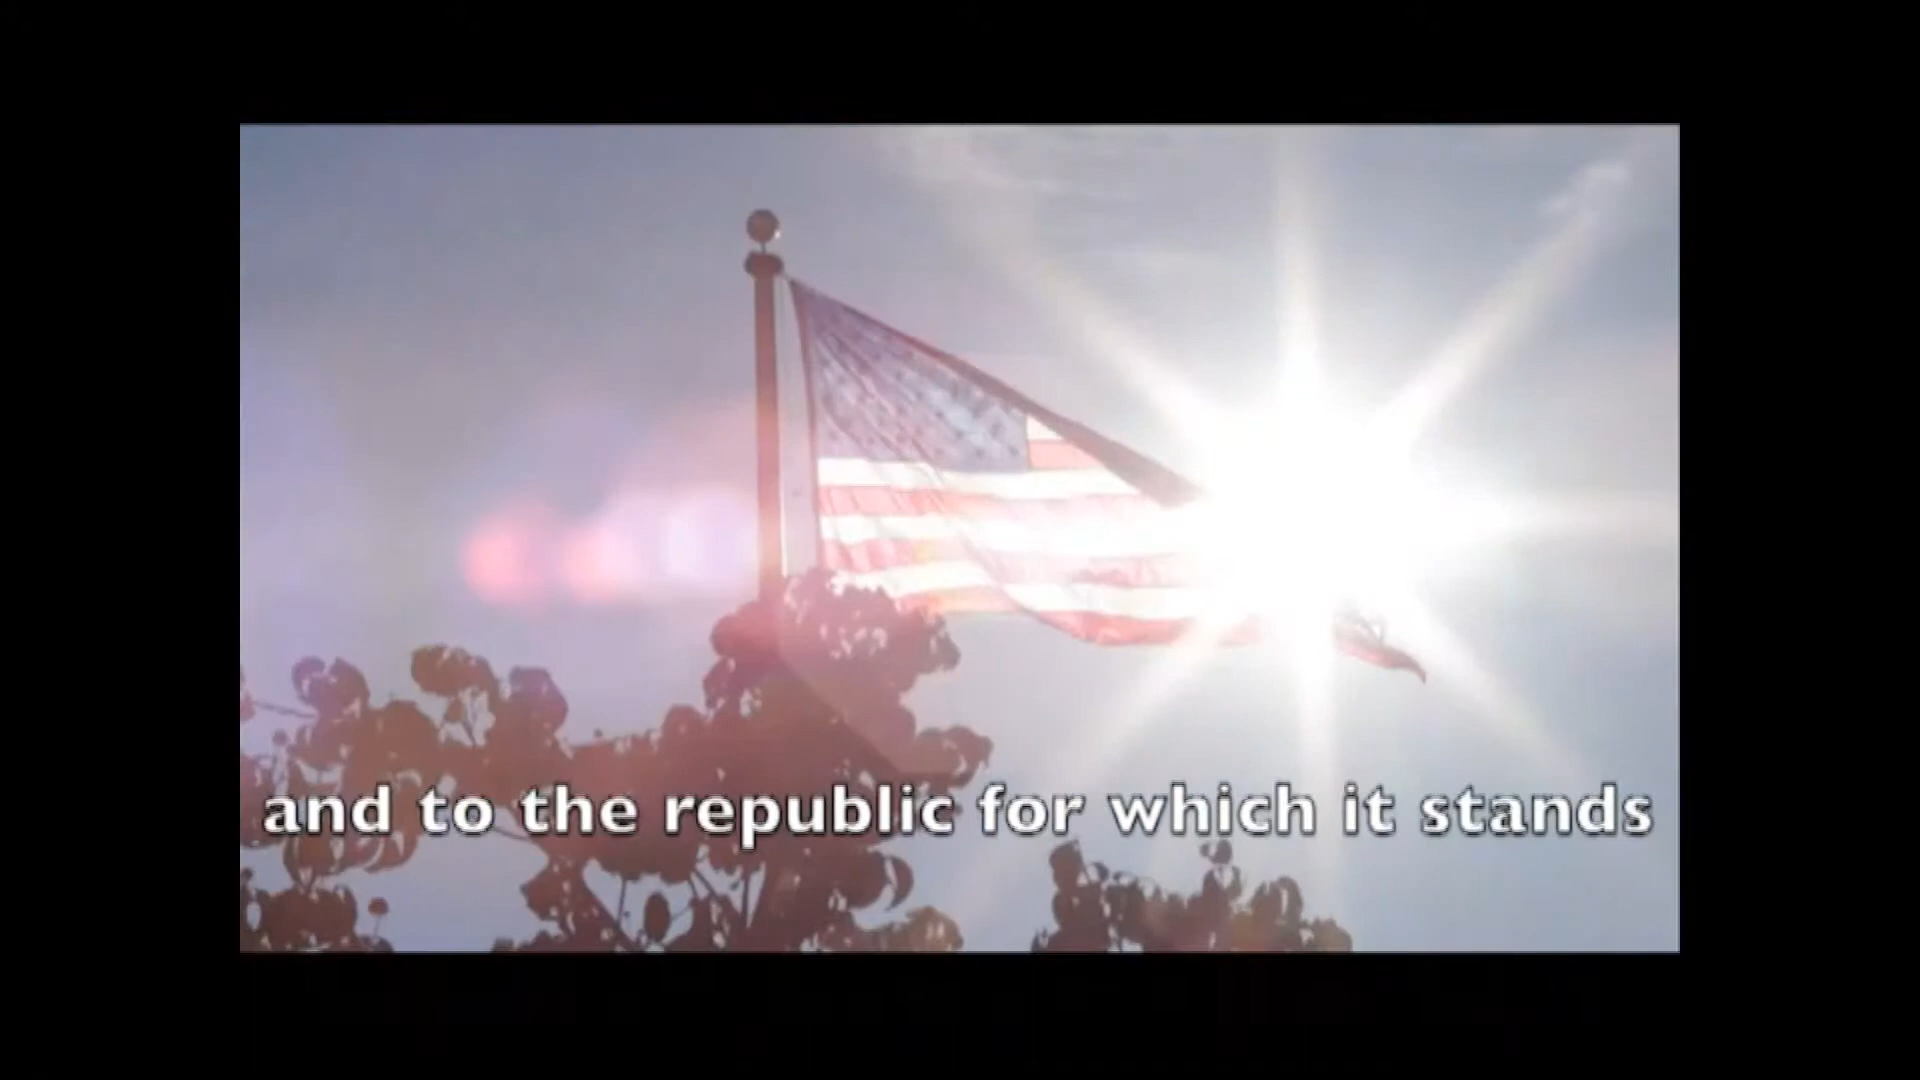 and to the republic for which it stands